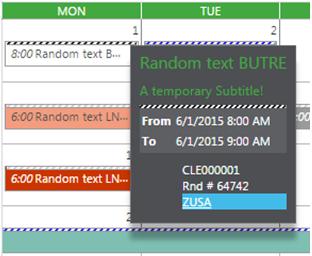 MON TUE
1 2
8:00 Random text B...
6:00 Random text LN...
1
6:00 Random text LN...
2
Random text BUTRE
A temporary Subtitle!
From 6/1/2015 8:00 AM
To 6/1/2015 9:00 AM
CLE000001
Rnd # 64742
ZUSA